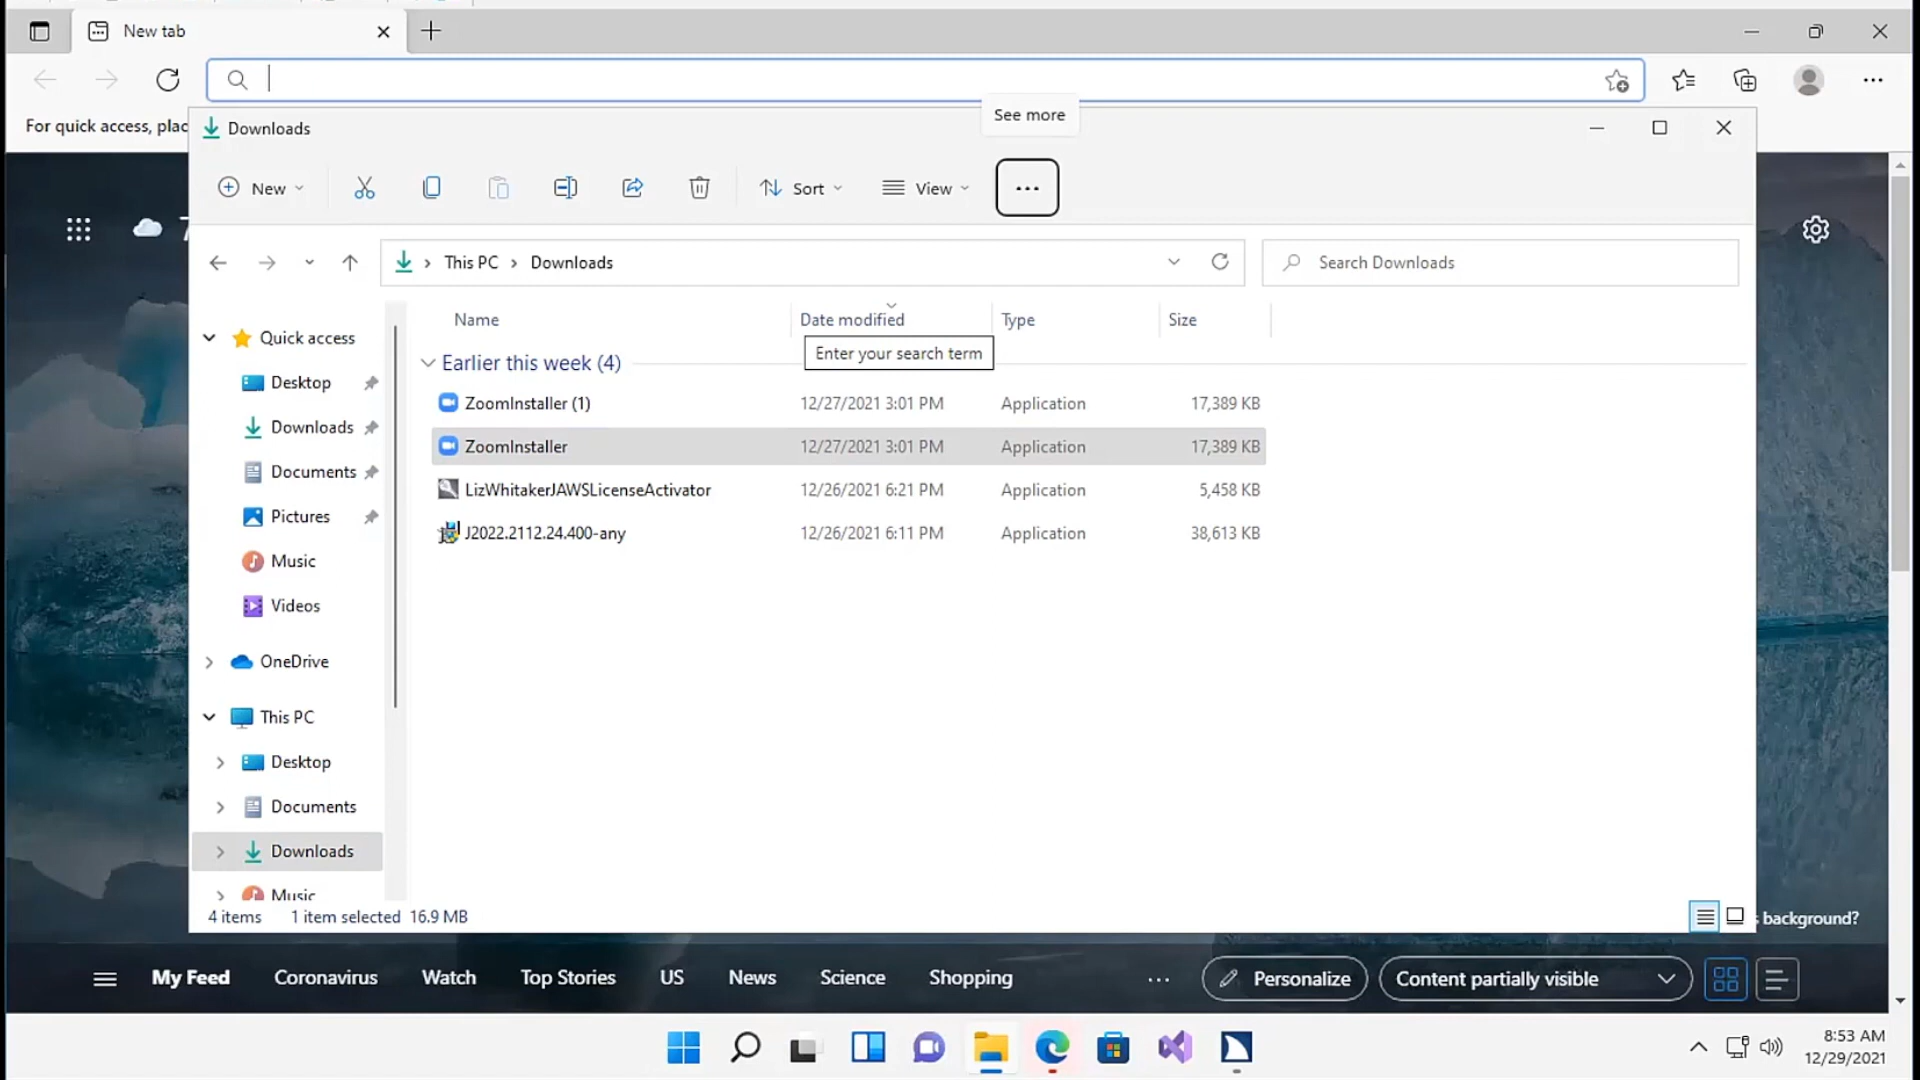 New tab
For quick access, plac
See more
Downloads
New
Sort
View
This PC
Downloads
Search Downloads
Name
Date modified
Type
Size
Enter your search term
Earlier this week (4)
ZoomInstaller (1) 12/27/2021 3:01 PM Application 17,389 KB
ZoomInstaller 12/27/2021 3:01 PM Application 17,389 KB
LizWhitakerJAWSLicenseActivator 12/26/2021 6:21 PM Application 5,458 KB
J2022.2112.24.400-any 12/26/2021 6:11 PM Application 38,613 KB
Quick access
Desktop
Downloads
Documents
Pictures
Music
Videos
OneDrive
This PC
Desktop
Documents
Downloads
Music
4 items 1 item selected 16.9 MB
background?
My Feed Coronavirus Watch Top Stories US News Science Shopping
Personalize
Content partially visible
8:53 AM
12/29/2021